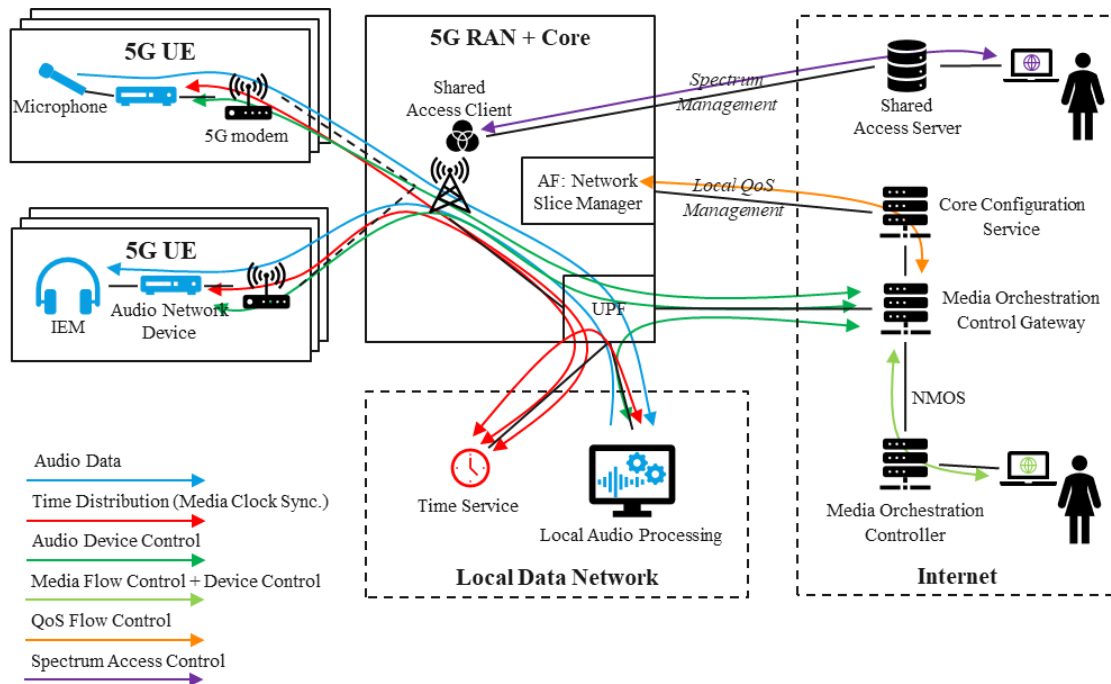 5G UE
Microphone
5G modem
5G UE
IEM
Audio Network
Device
5G RAN + Core
Shared
Access Client
AF: Network
Slice Manager
UPF
Spectrum
Management
Local QoS
Management
Shared
Access Server
Core Configuration
Service
Media Orchestration
Control Gateway
NMOS
Media Orchestration
Controller
Internet
Time Service
Local Audio Processing
Local Data Network
Audio Data
Time Distribution (Media Clock Sync.)
Audio Device Control
Media Flow Control + Device Control
QoS Flow Control
Spectrum Access Control